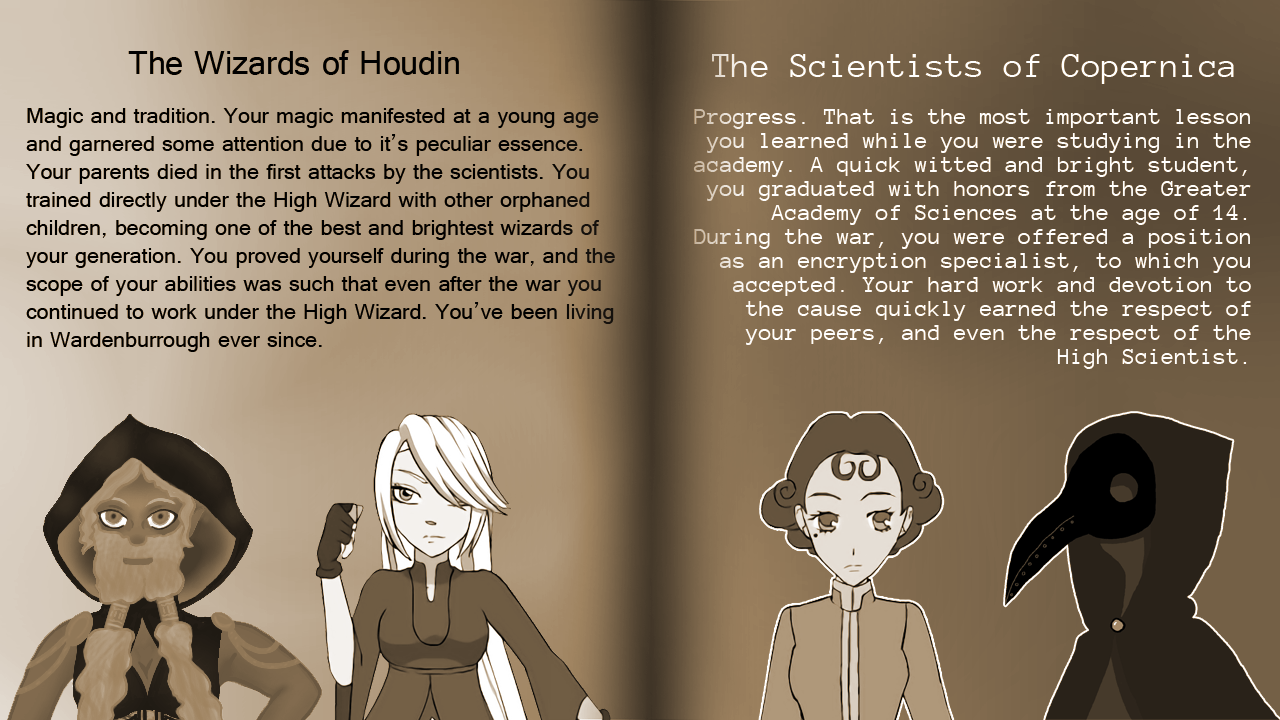 The Wizards of Houdin
Magic and tradition. Your magic manifested at a young age
and garnered some attention due to it's peculiar essence.
Your parents died in the first attacks by the scientists. You
trained directly under the High Wizard with other orphaned
children, becoming one of the best and brightest wizards of
your generation. You proved yourself during the war, and the
scope of your abilities was such that even after the war you
continued to work under the High Wizard. You've been living
in Wardenburrough ever since.
The Scientists of Copernica
Progress. That is the most important lesson
you learned while you were studying in the
academy. A quick witted and bright student,
you graduated with honors from the Greater
Academy of Sciences at the age of 14.
During the war, you were offered a position
as an encryption specialist, to which you
accepted. Your hard work and devotion to
the cause quickly earned the respect of
your peers, and even the respect of the
High Scientist.